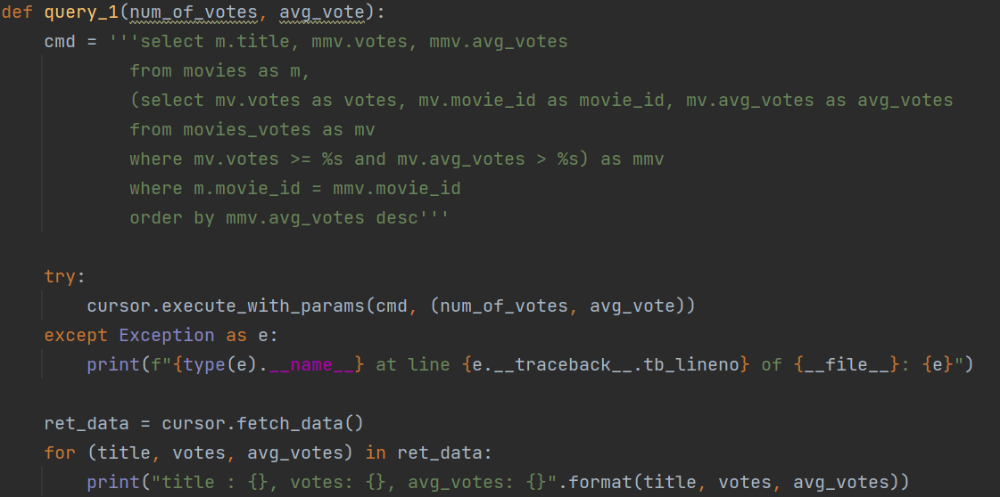 def query_1(num_of_votes, avg_vote):
    cmd = '''select m.title, mmv.votes, mmv.avg_votes
            from movies as m,
            (select mv.votes as votes, mv.movie_id as movie_id, mv.avg_votes as avg_votes
            from movies_votes as mv
            where mv.votes >= %s and mv.avg_votes > %s) as mmv
            where m.movie_id = mmv.movie_id
            order by mmv.avg_votes desc'''

    try:
        cursor.execute_with_params(cmd, (num_of_votes, avg_vote))
    except Exception as e:
        print(f"{type(e).__name__} at line {e.__traceback__.tb_lineno} of {__file__}: {e}")

    ret_data = cursor.fetch_data()
    for (title, votes, avg_votes) in ret_data:
        print("title : {}, votes: {}, avg_votes: {}".format(title, votes, avg_votes))